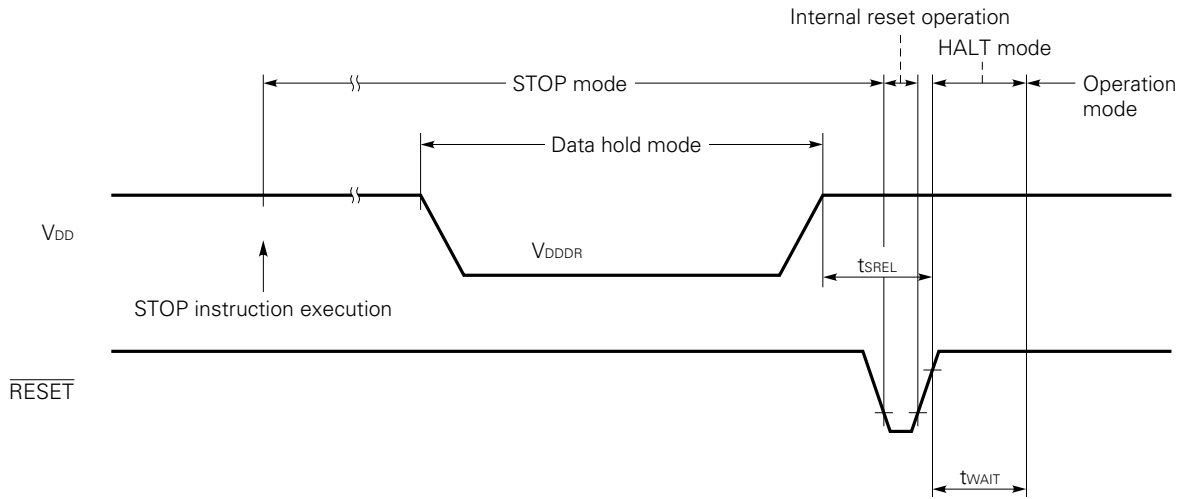 Internal reset operation
HALT mode
STOP mode
Operation
mode
Data hold mode
VDD
VDDDR
tSREL
STOP instruction execution
RESET
tWAIT